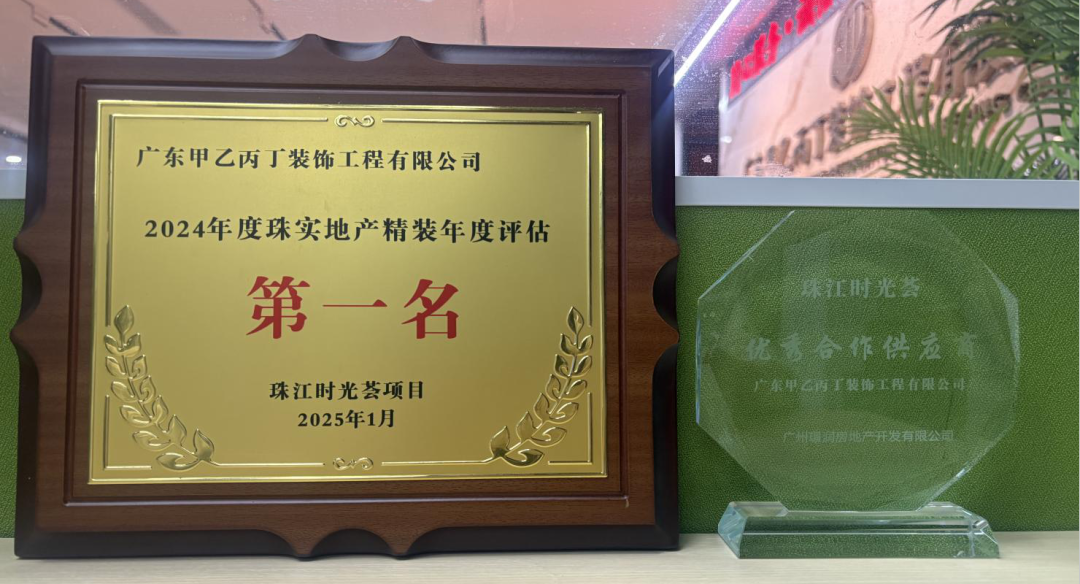 广东甲乙丙丁装饰工程有限公司
2024年度珠实地产精装年度评估
第一名
珠江时光荟项目
2025年1月
珠江时光荟
优秀合作供应商
广东甲乙丙丁装饰工程有限公司
广州璟润房地产开发有限公司